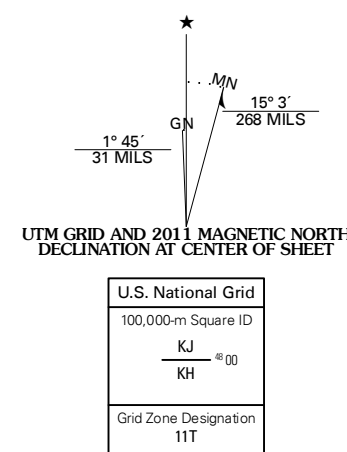 ★
MN
15° 3´
268 MILS
GN
1° 45´
31 MILS
UTM GRID AND 2011 MAGNETIC NORTH
DECLINATION AT CENTER OF SHEET
U.S. National Grid
100,000-m Square ID
KJ
48 00
KH
Grid Zone Designation
11T